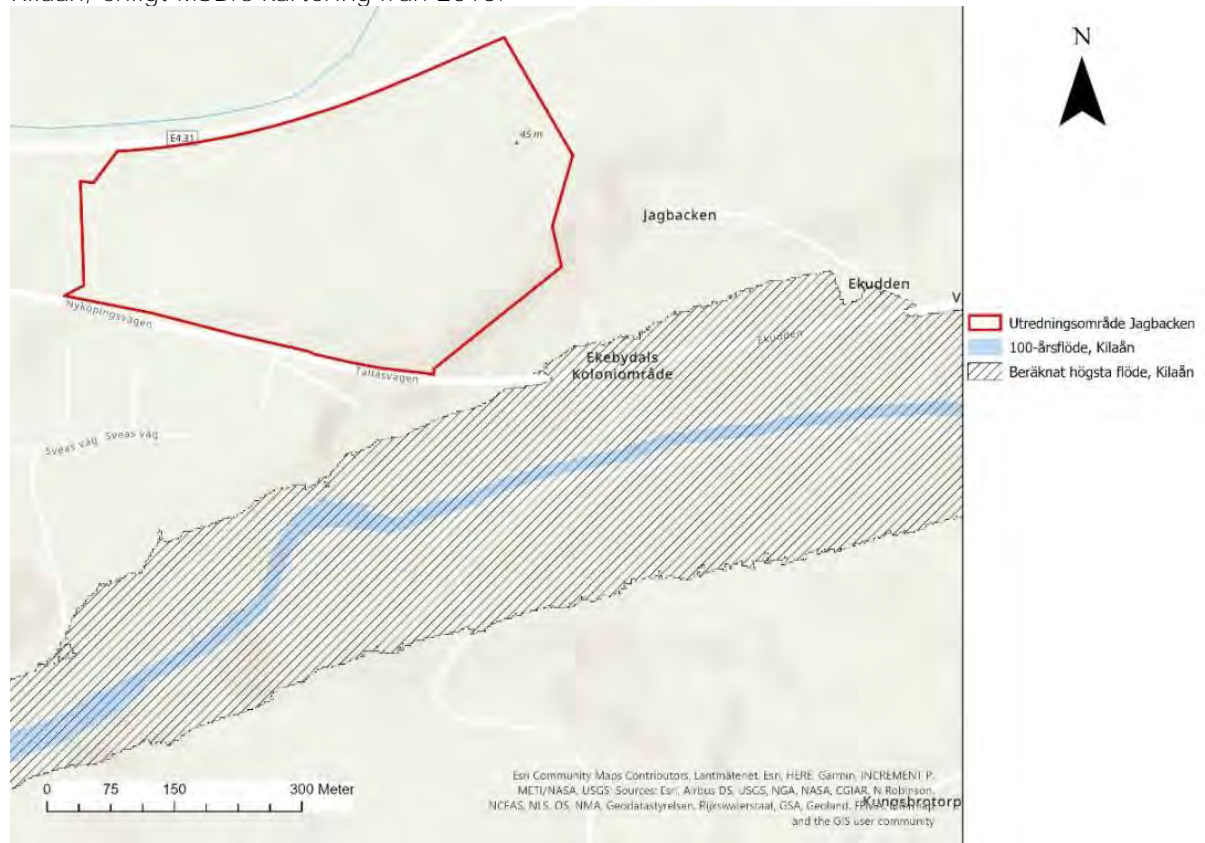 N
E4.31
45 m
Jagbacken
Ekudden
V
Nyköpingsvägen
Ekudden
Ekebydals
Koloniområde
Tallåsvägen
Sveas väg Sveas väg
Utredningsområde Jagbacken
100-årsflöde, Kilaån
Beräknat högsta flöde, Kilaån
0 75 150 300 Meter
Esri Community Maps Contributors, Lantmäteriet, Esri, HERE, Garmin, INCREMENT P,
METI/NASA, USGS; Sources: Esri, Airbus DS, USGS, NGA, NASA, CGIAR, N Robinson,
NCEAS, NLS, OS, NMA, Geodatastyrelsen, Rijkswaterstaat, GSA, Geoland,
Kungsbrotorp
and the GIS user community